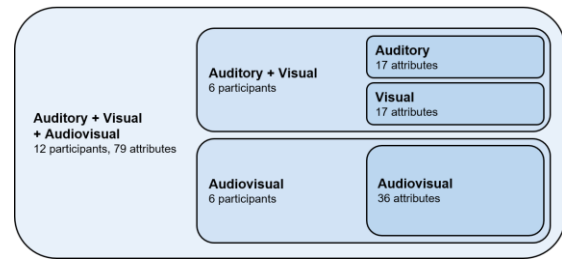 Auditory + Visual
+ Audiovisual
12 participants, 79 attributes
Auditory + Visual
6 participants
Auditory
17 attributes
Visual
17 attributes
Audiovisual
6 participants
Audiovisual
36 attributes